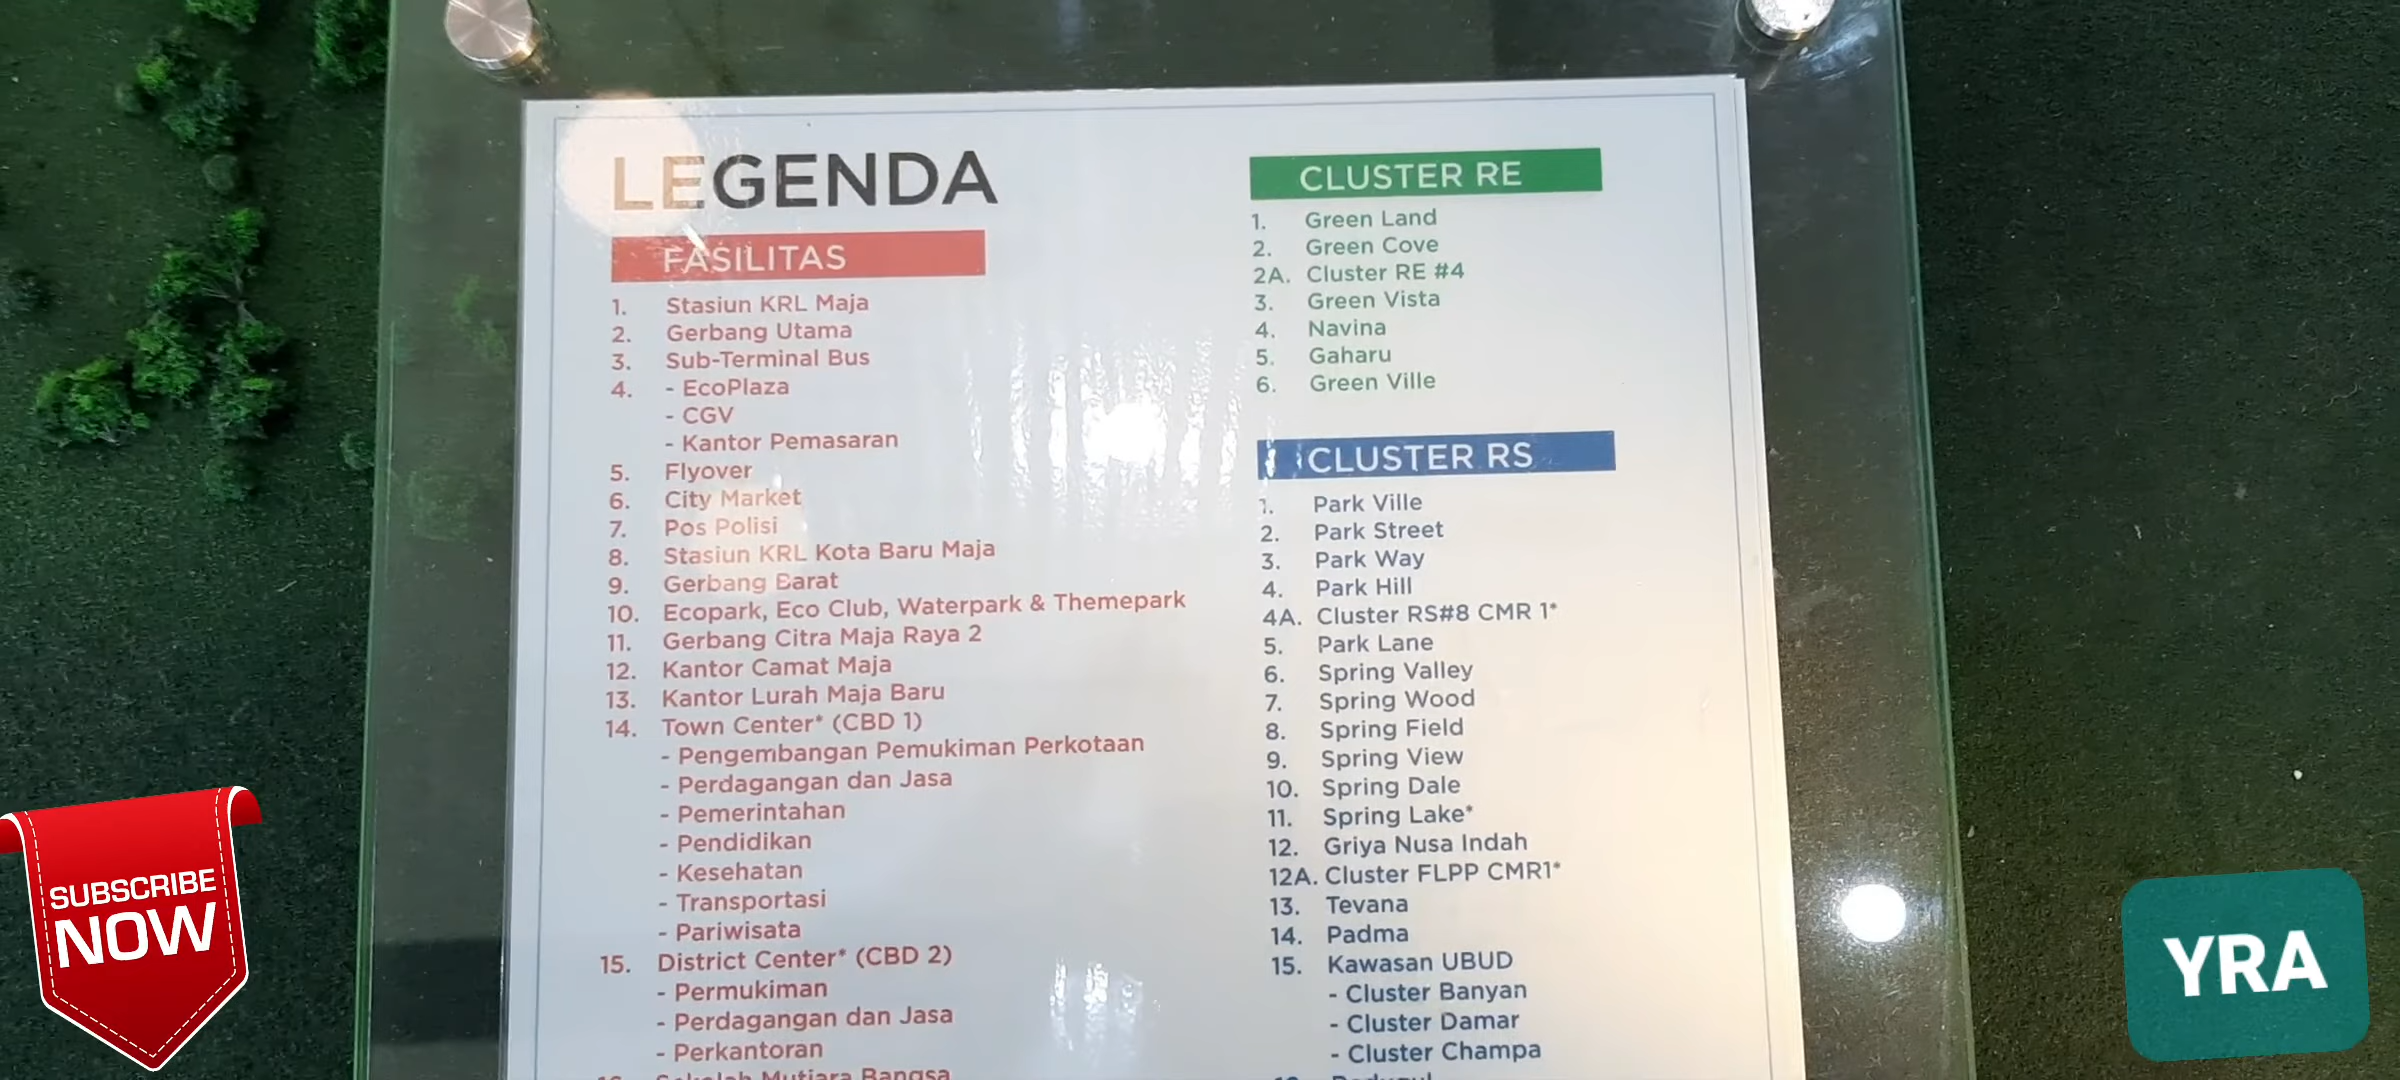 LEGENDA
FASILITAS
1. Stasiun KRL Maja
2. Gerbang Utama
3. Sub-Terminal Bus
4. - EcoPlaza
- CGV
- Kantor Pemasaran
5. Flyover
6. City Market
7. Pos Polisi
8. Stasiun KRL Kota Baru Maja
9. Gerbang Barat
10. Ecopark, Eco Club, Waterpark & Themepark
11. Gerbang Citra Maja Raya 2
12. Kantor Camat Maja
13. Kantor Lurah Maja Baru
14. Town Center* (CBD 1)
- Pengembangan Pemukiman Perkotaan
- Perdagangan dan Jasa
- Pemerintahan
- Pendidikan
- Kesehatan
- Transportasi
- Pariwisata
15. District Center* (CBD 2)
- Permukiman
- Perdagangan dan Jasa
- Perkantoran
16. Sekolah Mutiara Bangsa
CLUSTER RE
1. Green Land
2. Green Cove
2A. Cluster RE #4
3. Green Vista
4. Navina
5. Gaharu
6. Green Ville
CLUSTER RS
1. Park Ville
2. Park Street
3. Park Way
4. Park Hill
4A. Cluster RS#8 CMR 1*
5. Park Lane
6. Spring Valley
7. Spring Wood
8. Spring Field
9. Spring View
10. Spring Dale
11. Spring Lake*
12. Griya Nusa Indah
12A. Cluster FLPP CMR1*
13. Tevana
14. Padma
15. Kawasan UBUD
- Cluster Banyan
- Cluster Damar
- Cluster Champa
SUBSCRIBE
NOW
YRA